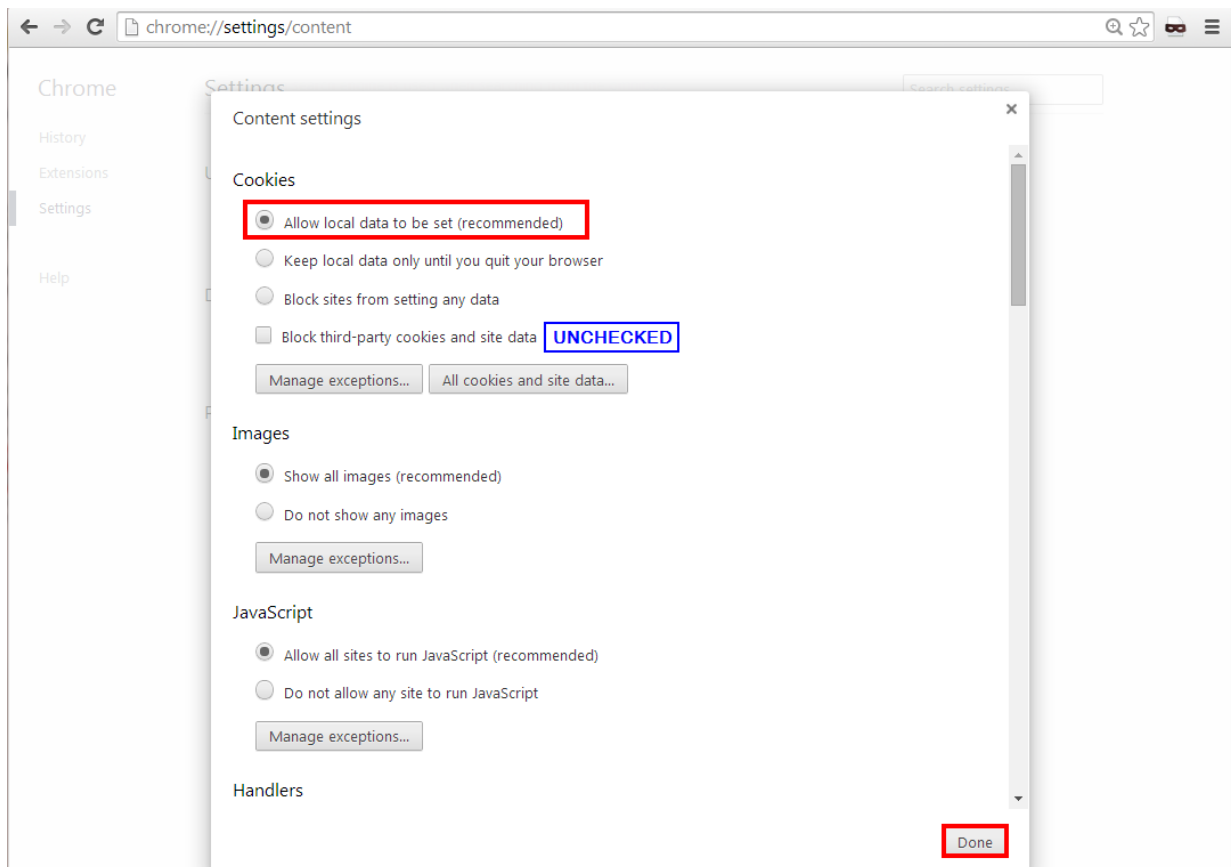 chrome://settings/content
Chrome
Settings
Search settings
History
Extensions
Settings
Help
Content settings
Cookies
Allow local data to be set (recommended)
Keep local data only until you quit your browser
Block sites from setting any data
Block third-party cookies and site data UNCHECKED
Manage exceptions... All cookies and site data...
Images
Show all images (recommended)
Do not show any images
Manage exceptions...
JavaScript
Allow all sites to run JavaScript (recommended)
Do not allow any site to run JavaScript
Manage exceptions...
Handlers
Done